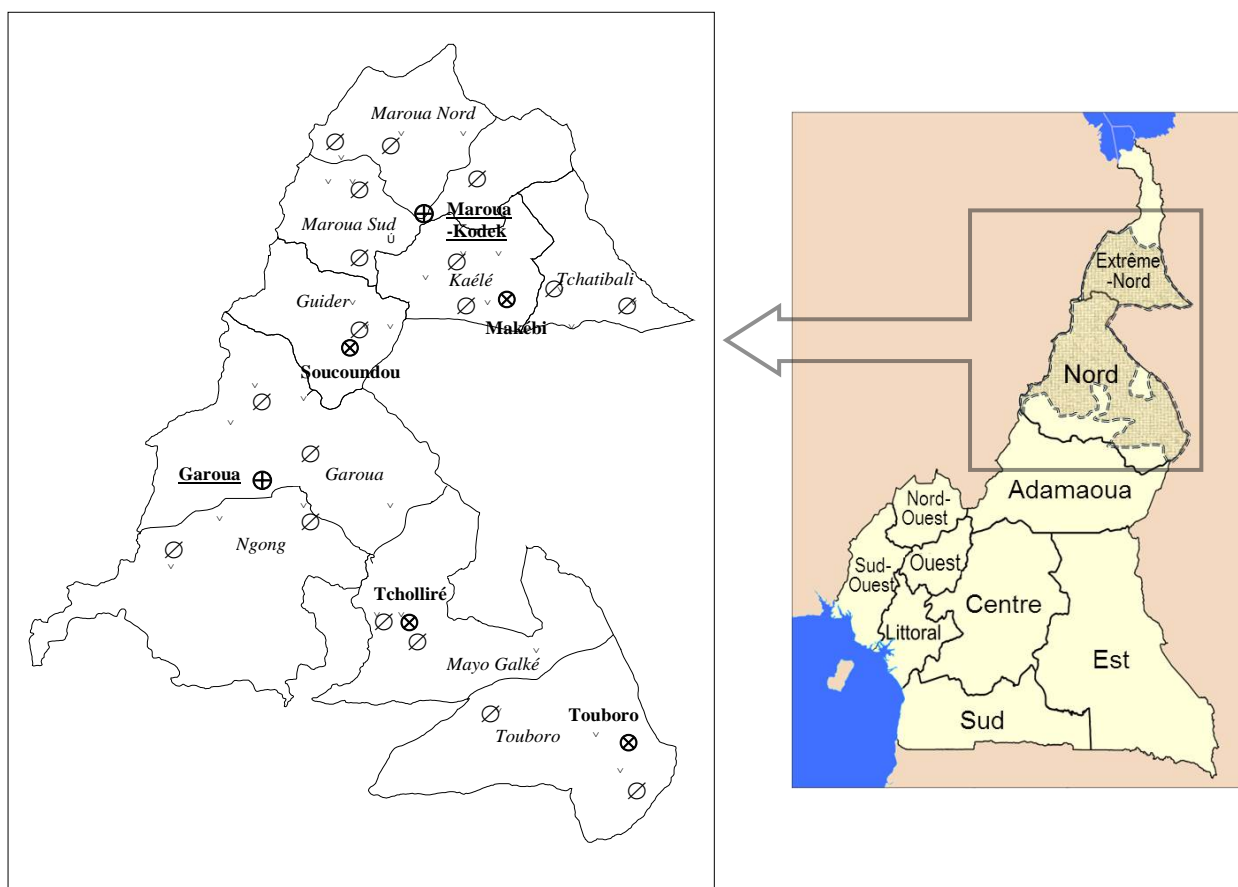 Maroua Nord
Maroua Sud
Ú
Maroua
-Kodek
Kaélé
Tchatibali
Guider
Makébi
Soucoundou
Garoua
Garoua
Ngong
Tcholliré
Mayo Galké
Touboro
Touboro
Extrême
-Nord
Nord
Adamaoua
Nord-
Ouest
Sud-
Ouest
Ouest
Littoral
Centre
Est
Sud